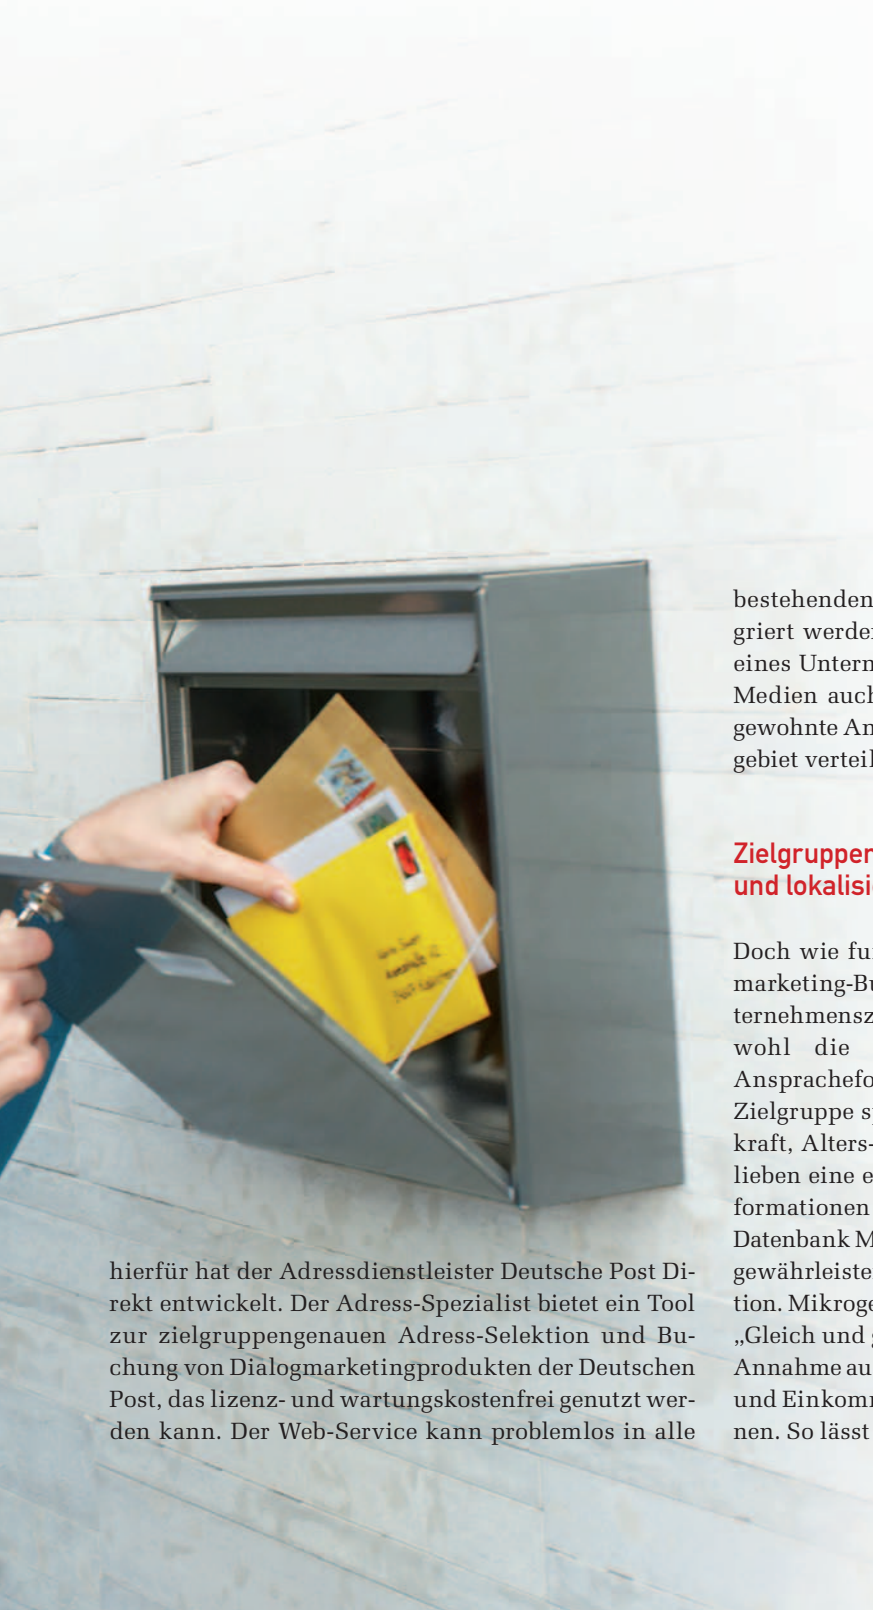 hierfür hat der Adressdienstleister Deutsche Post Di-
rekt entwickelt. Der Adress-Spezialist bietet ein Tool
zur zielgruppengenauen Adress-Selektion und Bu-
chung von Dialogmarketingprodukten der Deutschen
Post, das lizenz- und wartungskostenfrei genutzt wer-
den kann. Der Web-Service kann problemlos in alle
bestehenden
griert werden
eines Untern
Medien auch
gewohnte An
gebiet verteil
Zielgruppen
und lokalisie
Doch wie fu
marketing-Bu
ternehmensz
wohl die
Ansprachefo
Zielgruppe sp
kraft, Alters-
lieben eine e
formationen
Datenbank M
gewährleiste
tion. Mikroge
„Gleich und g
Annahme au
und Einkomm
nen. So lässt